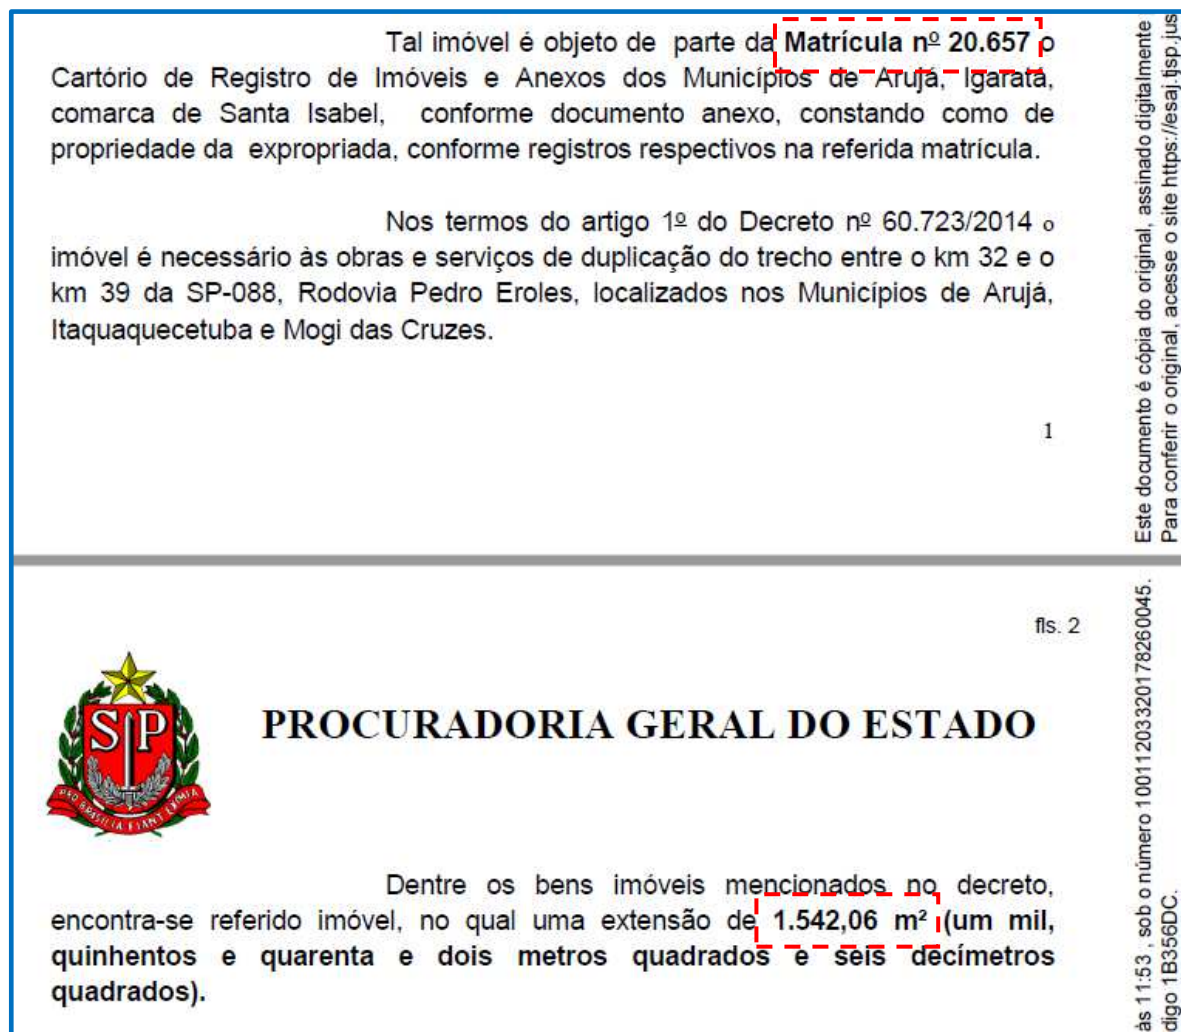 Tal imóvel é objeto de parte da Matrícula nº 20.657 o
Cartório de Registro de Imóveis e Anexos dos Municípios de Arujá, Igaratá,
comarca de Santa Isabel, conforme documento anexo, constando como de
propriedade da expropriada, conforme registros respectivos na referida matrícula.
Nos termos do artigo 1º do Decreto nº 60.723/2014 o
imóvel é necessário às obras e serviços de duplicação do trecho entre o km 32 e o
km 39 da SP-088, Rodovia Pedro Eroles, localizados nos Municípios de Arujá,
Itaquaquecetuba e Mogi das Cruzes.
1
Este documento é cópia do original, assinado digitalmente
Para conferir o original, acesse o site https://esaj.tjsp.jus
fls. 2
SP
PRO BRASILIA FIANT EXIMIA
PROCURADORIA GERAL DO ESTADO
Dentre os bens imóveis mencionados no decreto,
encontra-se referido imóvel, no qual uma extensão de 1.542,06 m² (um mil,
quinhentos e quarenta e dois metros quadrados e seis decímetros
quadrados).
às 11:53 , sob o número 10011203320178260045.
digo 1B356DC.